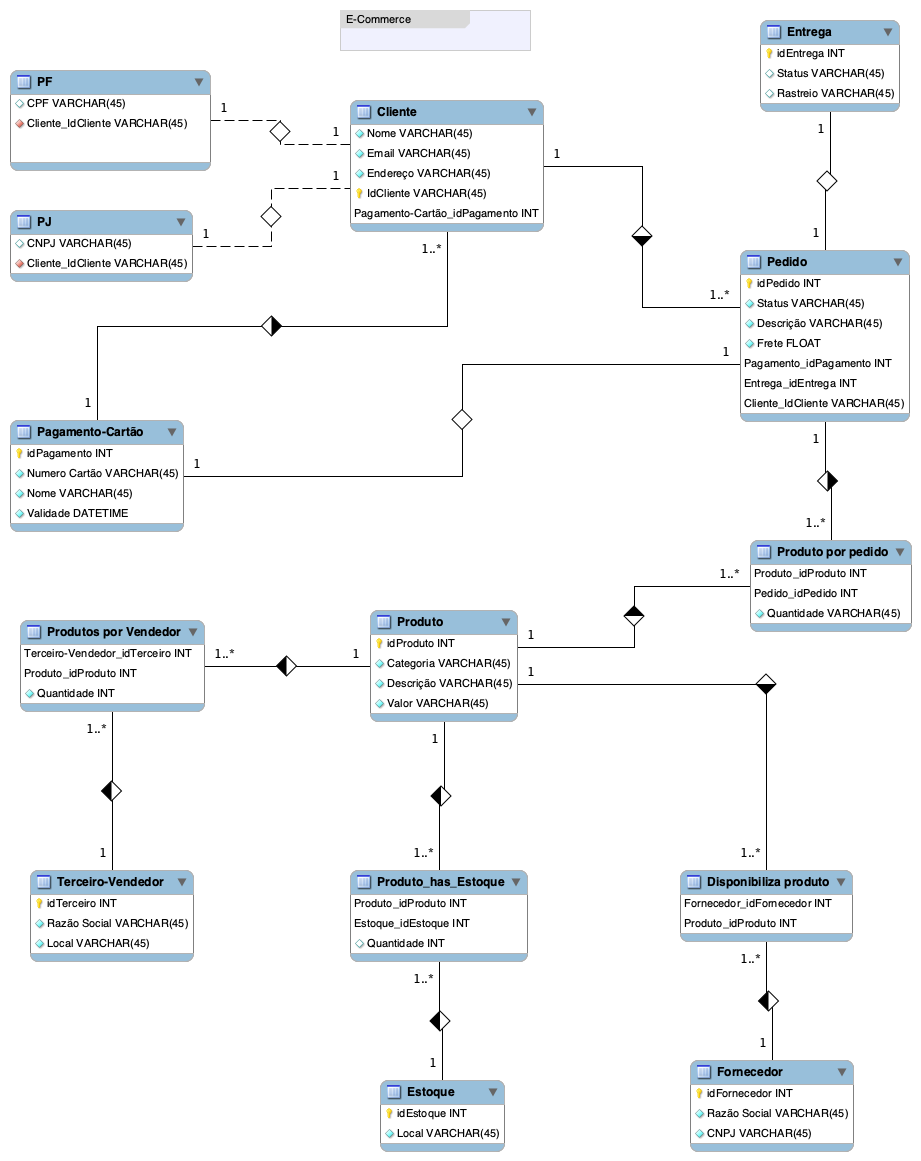 E-Commerce
Entrega
idEntrega INT
Status VARCHAR(45)
Rastreio VARCHAR(45)
1
1
PF
CPF VARCHAR(45)
Cliente_IdCliente VARCHAR(45)
1
1
Cliente
Nome VARCHAR(45)
Email VARCHAR(45)
Endereço VARCHAR(45)
IdCliente VARCHAR(45)
Pagamento-Cartão_idPagamento INT
1
1..*
PJ
CNPJ VARCHAR(45)
Cliente_IdCliente VARCHAR(45)
1
1
1..*
1
Pedido
idPedido INT
Status VARCHAR(45)
Descrição VARCHAR(45)
Frete FLOAT
Pagamento_idPagamento INT
Entrega_idEntrega INT
Cliente_IdCliente VARCHAR(45)
1
1
Pagamento-Cartão
idPagamento INT
Numero Cartão VARCHAR(45)
Nome VARCHAR(45)
Validade DATETIME
1
1..*
Produto por pedido
Produto_idProduto INT
Pedido_idPedido INT
Quantidade VARCHAR(45)
1..*
1
Produtos por Vendedor
Terceiro-Vendedor_idTerceiro INT
Produto_idProduto INT
Quantidade INT
1..*
1
Produto
idProduto INT
Categoria VARCHAR(45)
Descrição VARCHAR(45)
Valor VARCHAR(45)
1
1..*
1..*
1
1
1..*
Terceiro-Vendedor
idTerceiro INT
Razão Social VARCHAR(45)
Local VARCHAR(45)
Produto_has_Estoque
Produto_idProduto INT
Estoque_idEstoque INT
Quantidade INT
Disponibiliza produto
Fornecedor_idFornecedor INT
Produto_idProduto INT
1..*
1
1..*
1
Estoque
idEstoque INT
Local VARCHAR(45)
Fornecedor
idFornecedor INT
Razão Social VARCHAR(45)
CNPJ VARCHAR(45)